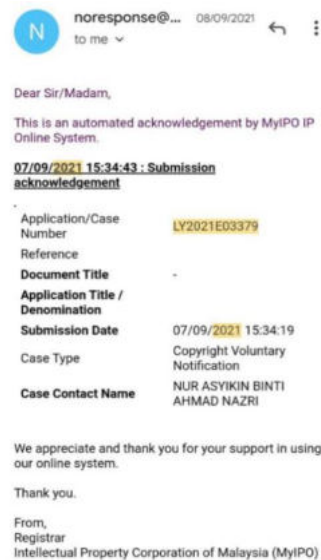 N
noresponse@... 08/09/2021
to me
Dear Sir/Madam,
This is an automated acknowledgement by MyIPO IP
Online System.
07/09/2021 15:34:43 : Submission
acknowledgement
.
Application/Case
Number LY2021E03379
Reference
Document Title -
Application Title /
Denomination
Submission Date 07/09/2021 15:34:19
Case Type Copyright Voluntary
Notification
Case Contact Name NUR ASYIKIN BINTI
AHMAD NAZRI
We appreciate and thank you for your support in using
our online system.
Thank you.
From,
Registrar
Intellectual Property Corporation of Malaysia (MyIPO)